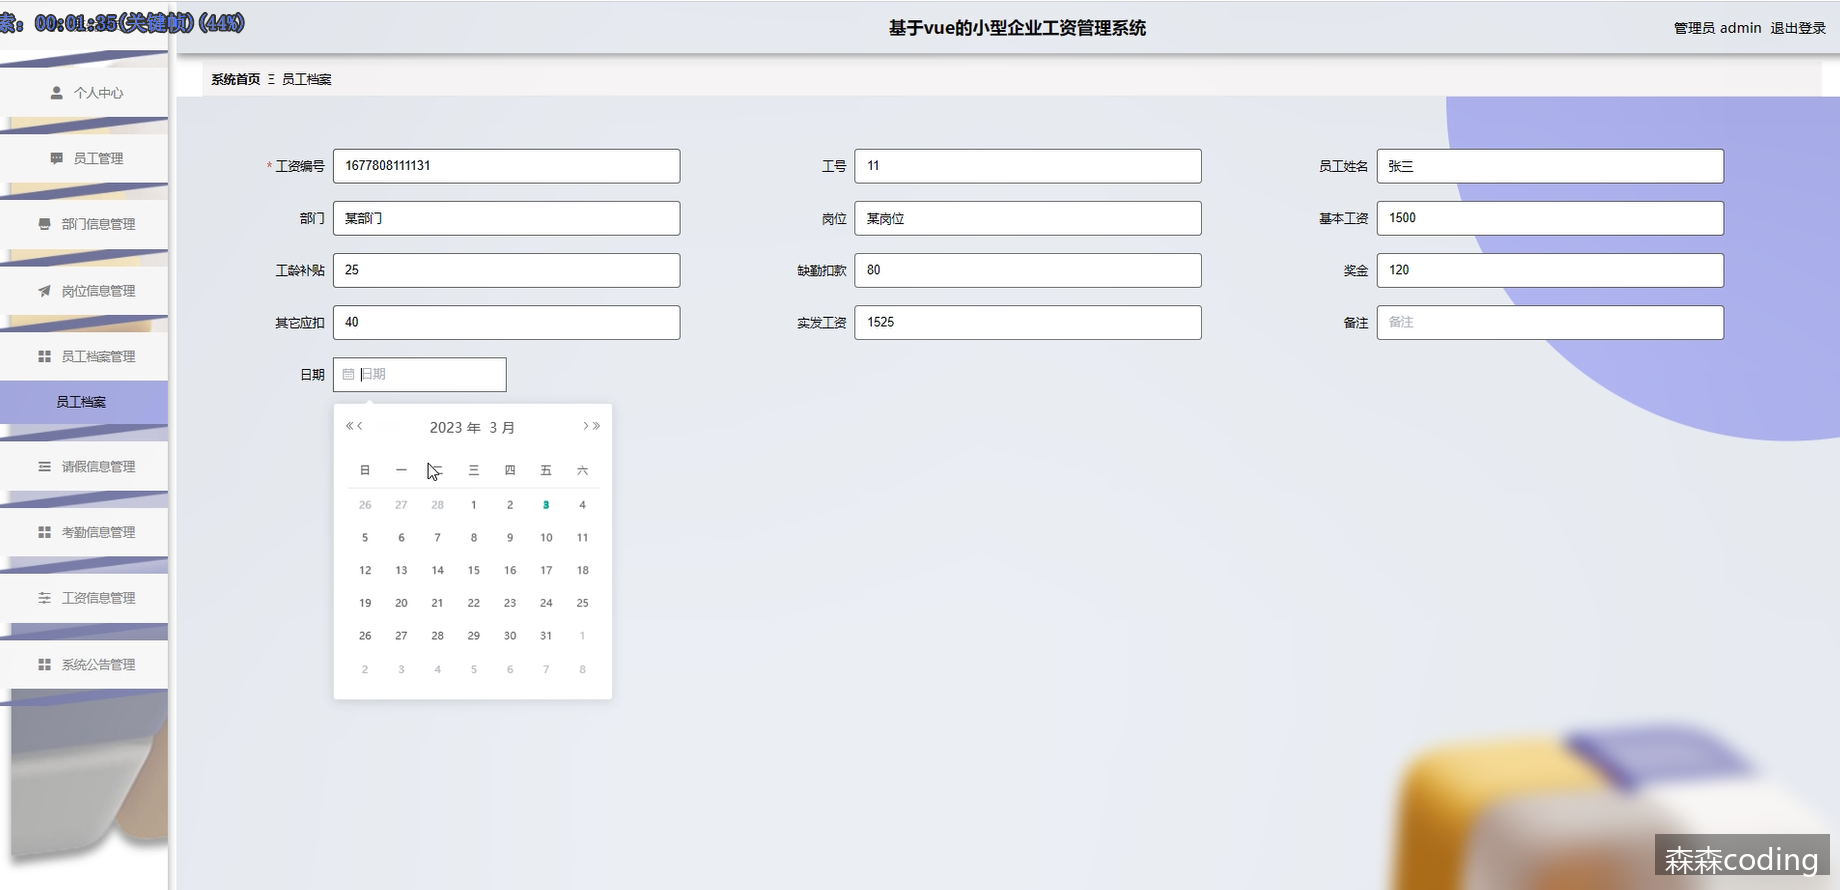 索: 00:01:35(关键帧)(44%)
基于vue的小型企业工资管理系统
管理员 admin 退出登录
系统首页 Ξ 员工档案
个人中心
员工管理
部门信息管理
岗位信息管理
员工档案管理
员工档案
请假信息管理
考勤信息管理
工资信息管理
系统公告管理
* 工资编号 1677808111131 工号 11 员工姓名 张三
部门 某部门 岗位 某岗位 基本工资 1500
工龄补贴 25 缺勤扣款 80 奖金 120
其它应扣 40 实发工资 1525 备注 备注
日期 日期
2023 年 3 月
日 一 二 三 四 五 六
26 27 28 1 2 3 4
5 6 7 8 9 10 11
12 13 14 15 16 17 18
19 20 21 22 23 24 25
26 27 28 29 30 31 1
2 3 4 5 6 7 8
森森coding